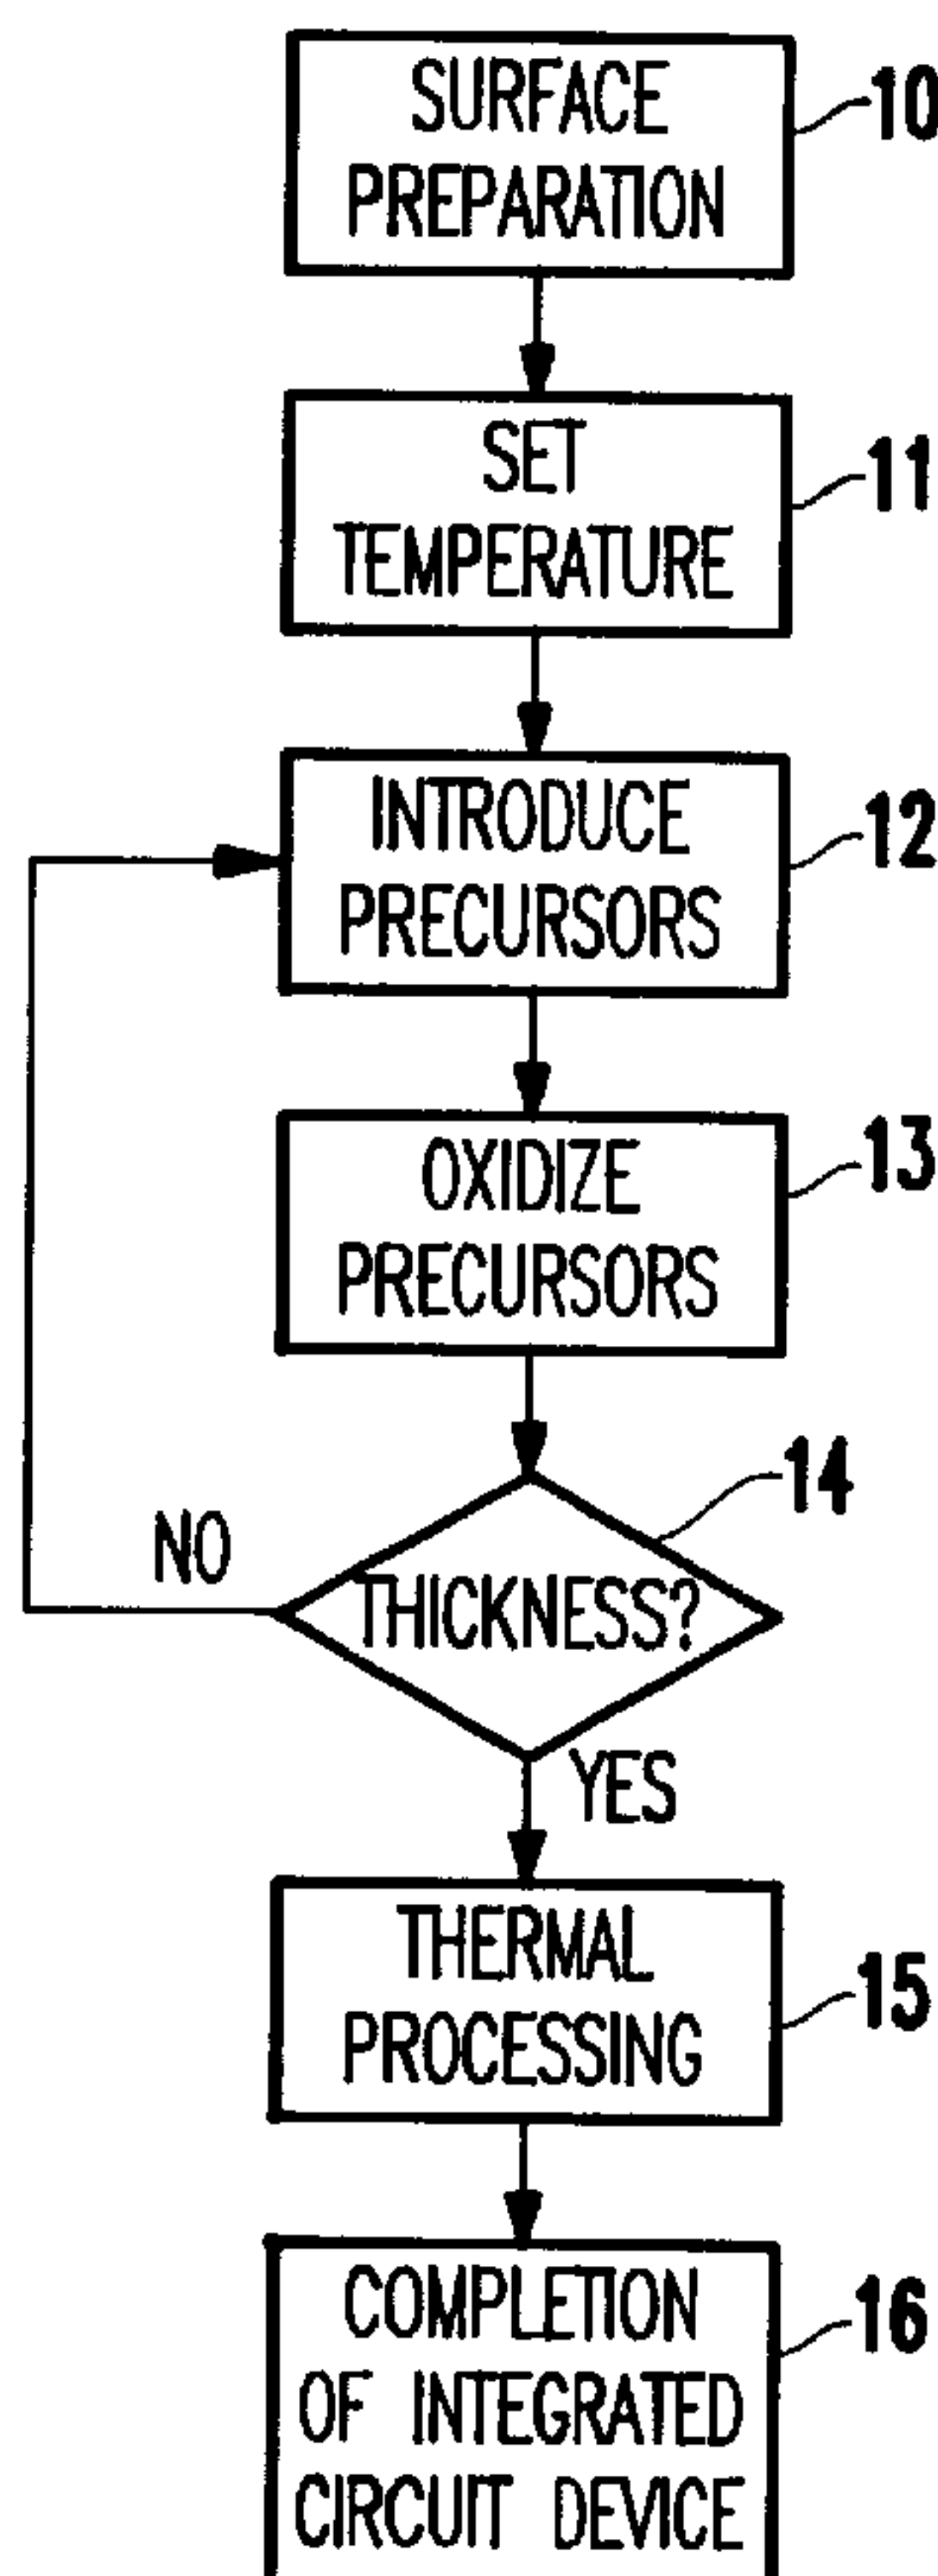 SURFACE
PREPARATION
10
SET
TEMPERATURE
11
INTRODUCE
PRECURSORS
12
OXIDIZE
PRECURSORS
13
14
NO
THICKNESS?
YES
THERMAL
PROCESSING
15
COMPLETION
OF INTEGRATED
CIRCUIT DEVICE
16